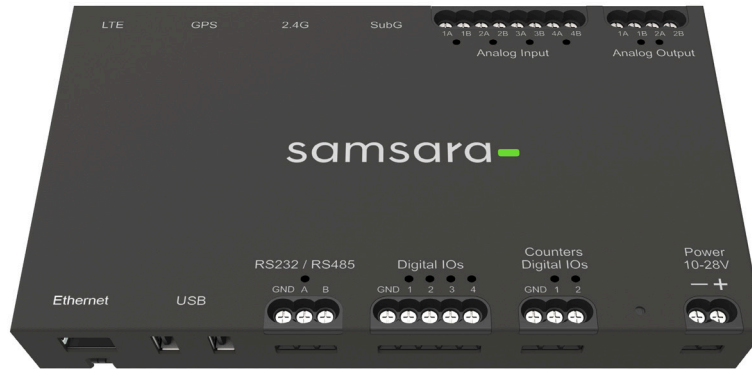 LTE GPS 2.4G SubG
1A 1B 2A 2B 3A 3B 4A 4B
Analog Input
1A 1B 2A 2B
Analog Output
samsara
RS232 / RS485
GND A B
Digital IOs
GND 1 2 3 4
Counters
Digital IOs
GND 1 2
Power
10-28V
— +
Ethernet
USB